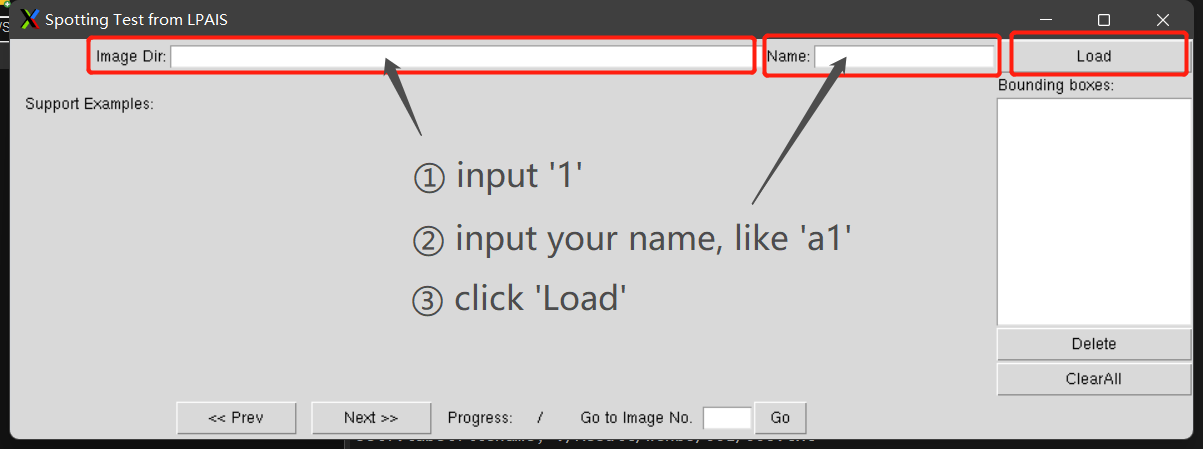 Spotting Test from LPAIS
Image Dir:
Name:
Load
Support Examples:
Bounding boxes:
① input '1'
② input your name, like 'a1'
③ click 'Load'
Delete
ClearAll
<< Prev
Next >>
Progress: /
Go to Image No.
Go